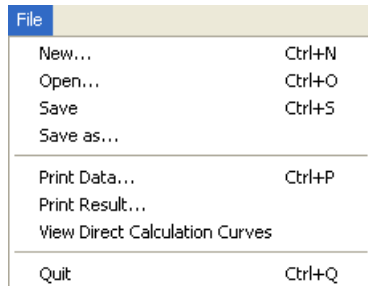 File
New... Ctrl+N
Open... Ctrl+O
Save Ctrl+S
Save as...
Print Data... Ctrl+P
Print Result...
View Direct Calculation Curves
Quit Ctrl+Q